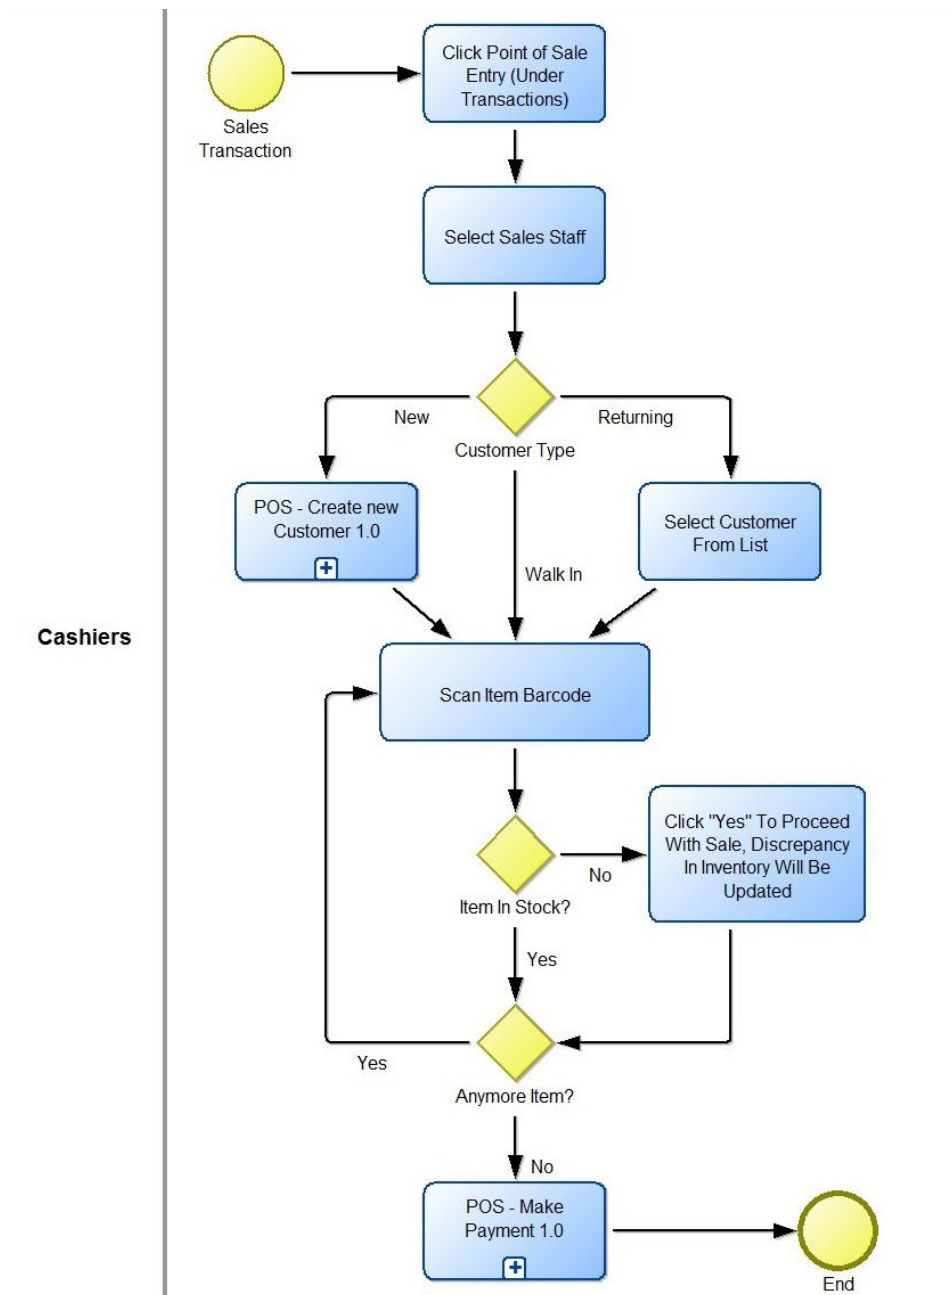 Click Point of Sale
Entry (Under
Transactions)
Sales
Transaction
Select Sales Staff
New
Returning
Customer Type
POS - Create new
Customer 1.0
Select Customer
From List
Walk In
Cashiers
Scan Item Barcode
Click "Yes" To Proceed
With Sale, Discrepancy
In Inventory Will Be
Updated
No
Item In Stock?
Yes
Yes
Anymore Item?
No
POS - Make
Payment 1.0
End